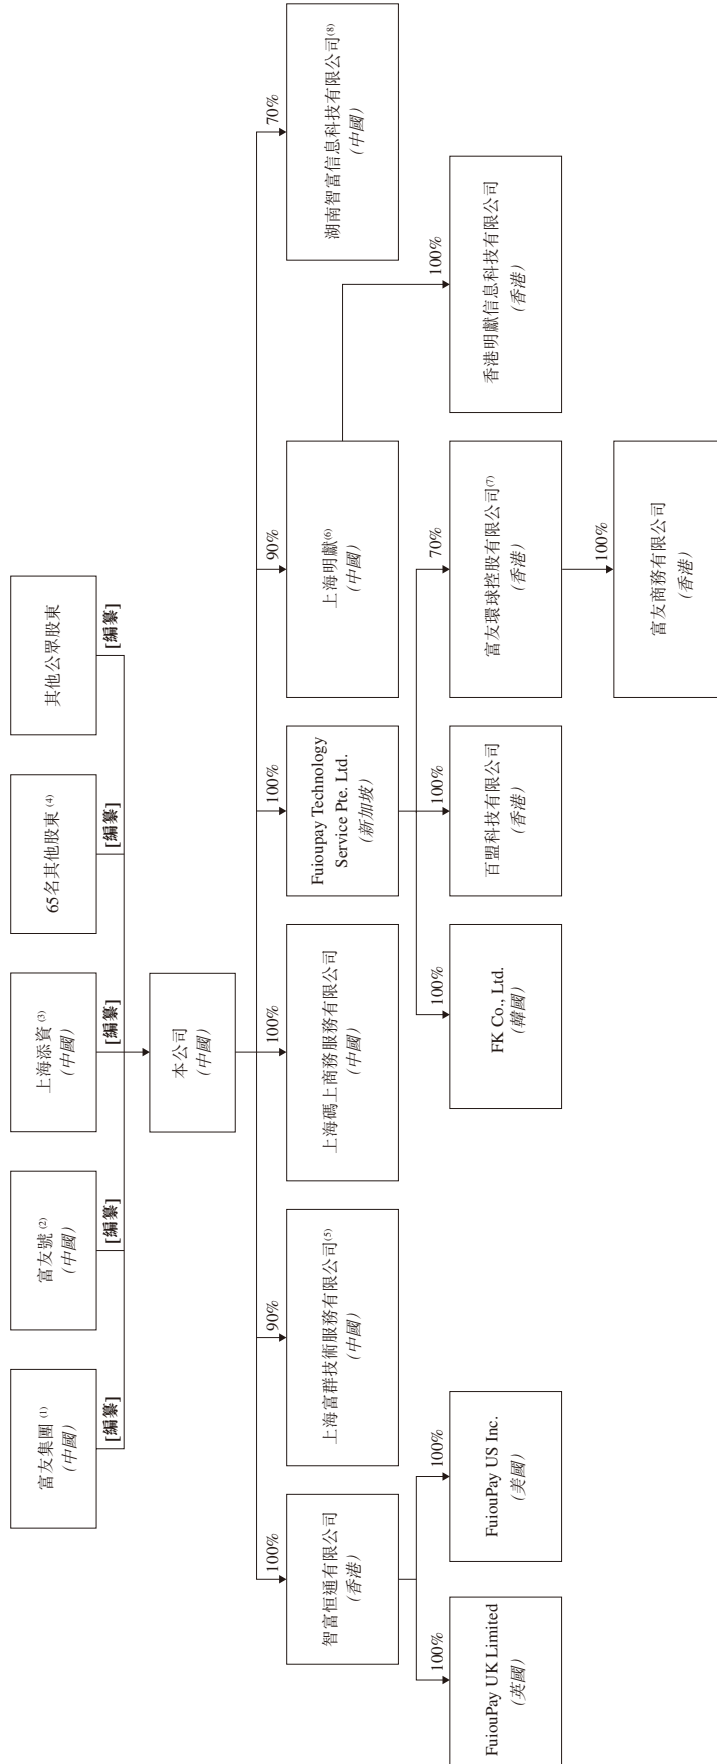 富友集團 (1)
(中國)
富友號 (2)
(中國)
上海添資 (3)
(中國)
65名其他股東 (4)
其他公眾股東
[編纂]
[編纂]
[編纂]
[編纂]
[編纂]
本公司
(中國)
100%
90%
100%
100%
90%
70%
智富恒通有限公司
(香港)
上海富群技術服務有限公司(5)
(中國)
上海碼上商務服務有限公司
(中國)
Fuioupay Technology
Service Pte. Ltd.
(新加坡)
上海明獻(6)
(中國)
湖南智富信息科技有限公司(8)
(中國)
100%
100%
100%
100%
70%
100%
FuiouPay UK Limited
(英國)
FuiouPay US Inc.
(美國)
FK Co., Ltd.
(韓國)
百盟科技有限公司
(香港)
富友環球控股有限公司(7)
(香港)
香港明獻信息科技有限公司
(香港)
100%
富友商務有限公司
(香港)